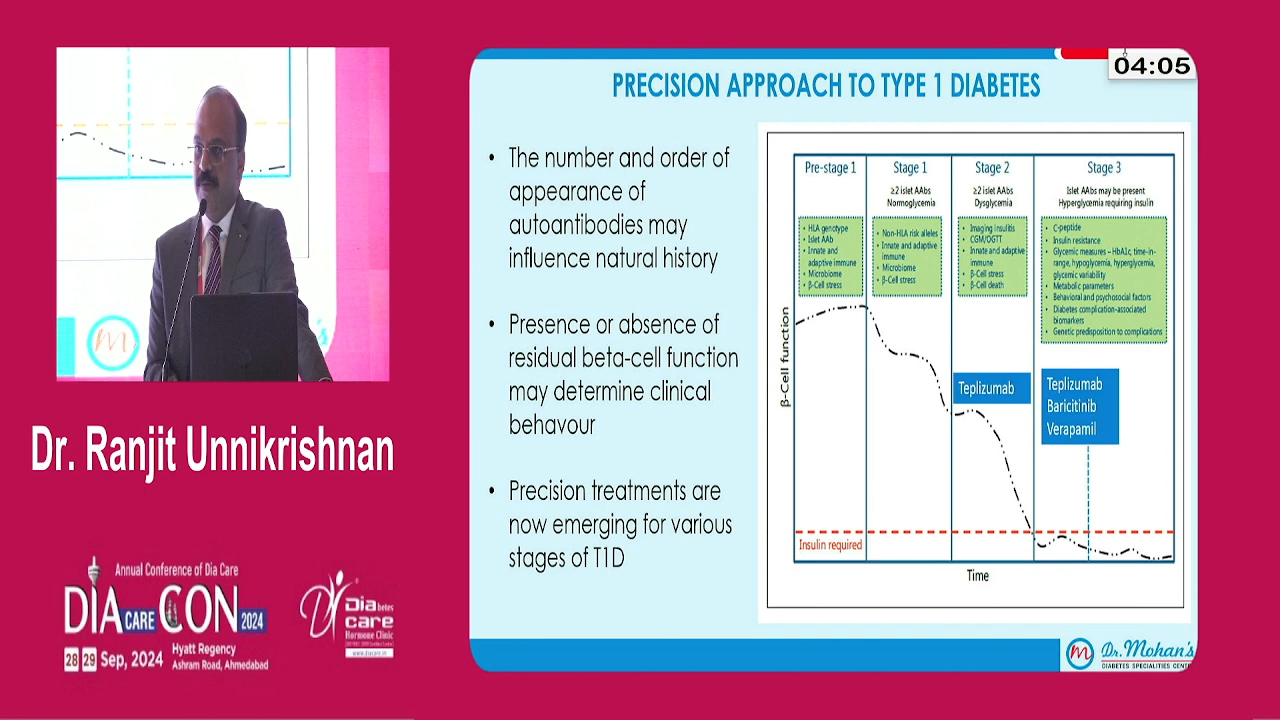 04:05
PRECISION APPROACH TO TYPE 1 DIABETES
• The number and order of
appearance of
autoantibodies may
influence natural history
• Presence or absence of
residual beta-cell function
may determine clinical
behavour
• Precision treatments are
now emerging for various
stages of T1D
Pre-stage 1
• HLA genotype
• Islet AAb
• Innate and
adaptive immune
• Microbiome
• β-Cell stress
Stage 1
≥2 islet AAbs
Normoglycemia
• Non-HLA risk alleles
• Innate and adaptive
immune
• Microbiome
• β-Cell stress
Stage 2
≥2 islet AAbs
Dysglycemia
• Imaging insulitis
• CGM/OGTT
• Innate and adaptive
immune
• β-Cell stress
• β-Cell death
Stage 3
Islet AAbs may be present
Hyperglycemia requiring insulin
• C-peptide
• Insulin resistance
• Glycemic measures – HbA1c, time-in-
range, hypoglycemia, hyperglycemia,
glycemic variability
• Metabolic parameters
• Behavioral and psychosocial factors
• Diabetes complication-associated
biomarkers
• Genetic predisposition to complications
β-Cell function
Teplizumab
Teplizumab
Baricitinib
Verapamil
Insulin required
Time
m Dr.Mohan's
DIABETES SPECIALITIES
m
Dr. Ranjit Unnikrishnan
Annual Conference of Dia Care
DIA CARE CON 2024
28 29 Sep, 2024
Hyatt Regency
Ashram Road, Ahmedabad
Diabetes
care
Hormone Clinic
www.diacare.in